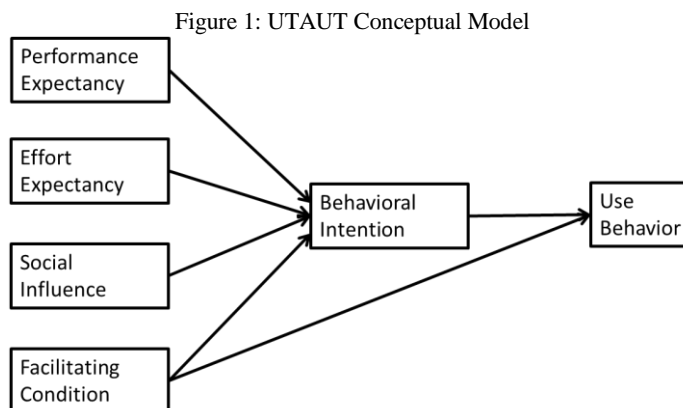 Figure 1: UTAUT Conceptual Model
Performance
Expectancy
Effort
Expectancy
Social
Influence
Facilitating
Condition
Behavioral
Intention
Use
Behavior